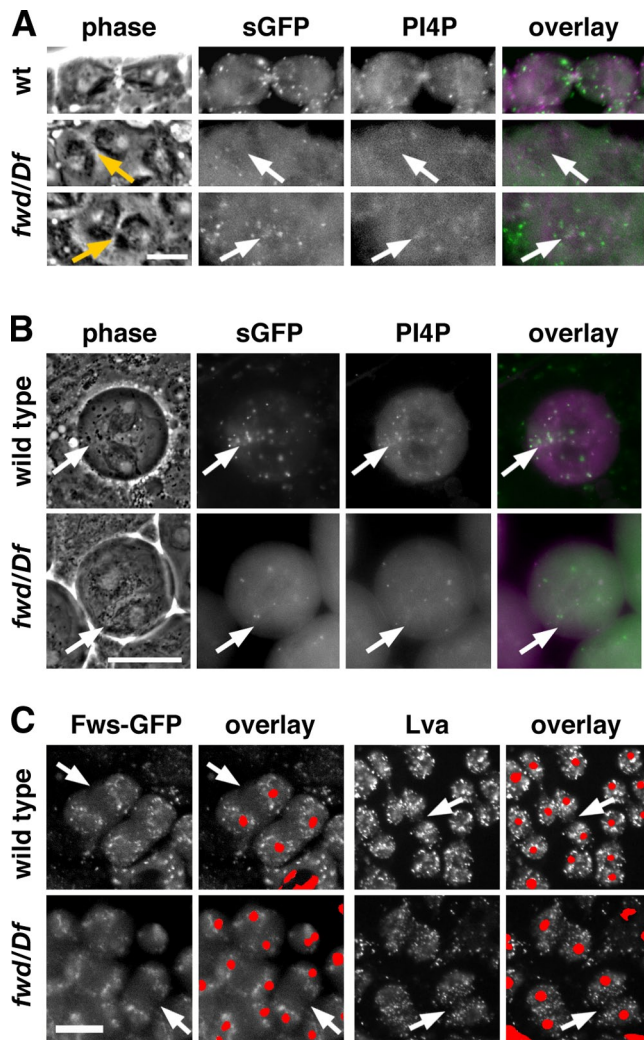 A
phase sGFP PI4P overlay
wt
fwd/Df
B
phase sGFP PI4P overlay
wild type
fwd/Df
C
Fws-GFP overlay Lva overlay
wild type
fwd/Df